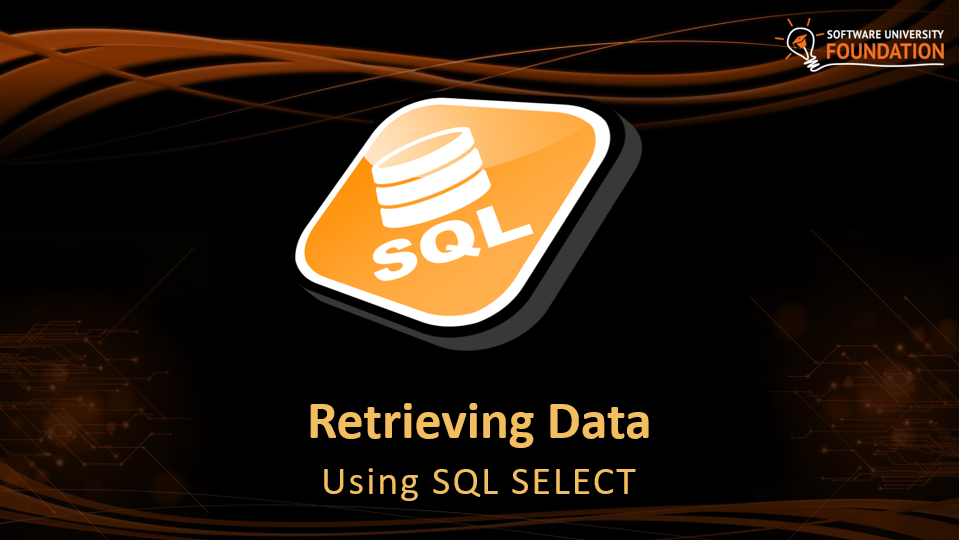 SOFTWARE UNIVERSITY
FOUNDATION
SQL
Retrieving Data
Using SQL SELECT